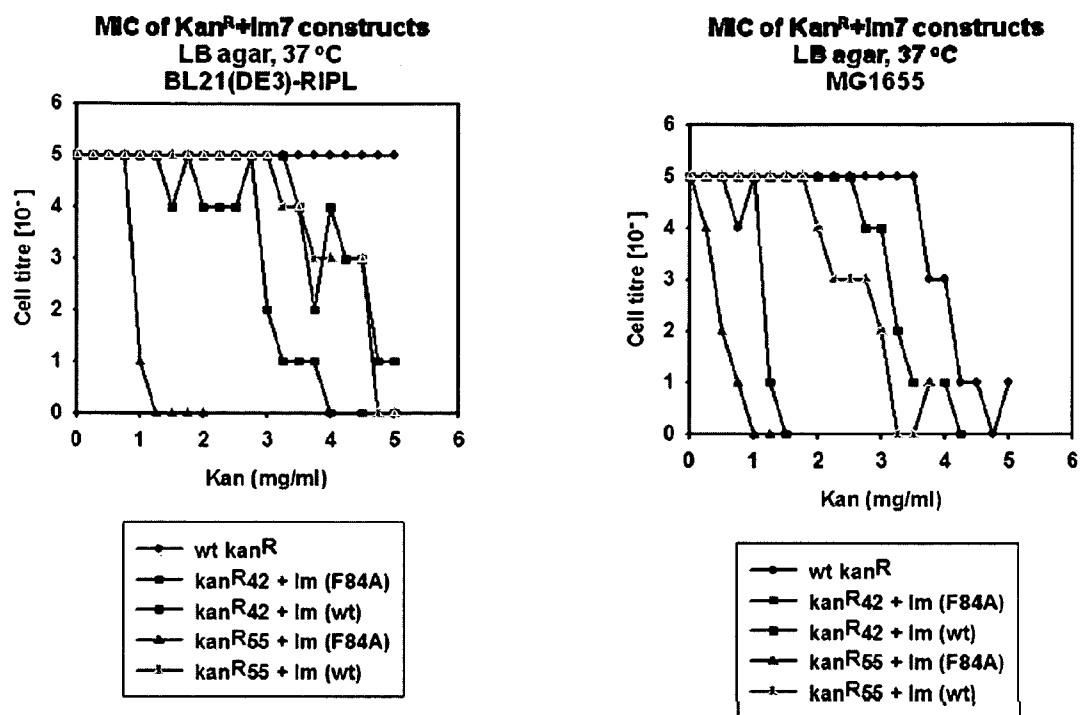 MIC of KanR+Im7 constructs
LB agar, 37 ºC
BL21(DE3)-RIPL
6
5
4
3
2
1
0
Cell titre [10-]
0 1 2 3 4 5 6
Kan (mg/ml)
wt kanR
kanR42 + Im (F84A)
kanR42 + Im (wt)
kanR55 + Im (F84A)
kanR55 + Im (wt)
MIC of KanR+Im7 constructs
LB agar, 37 ºC
MG1655
6
5
4
3
2
1
0
Cell titre [10-]
0 1 2 3 4 5 6
Kan (mg/ml)
wt kanR
kanR42 + Im (F84A)
kanR42 + Im (wt)
kanR55 + Im (F84A)
kanR55 + Im (wt)